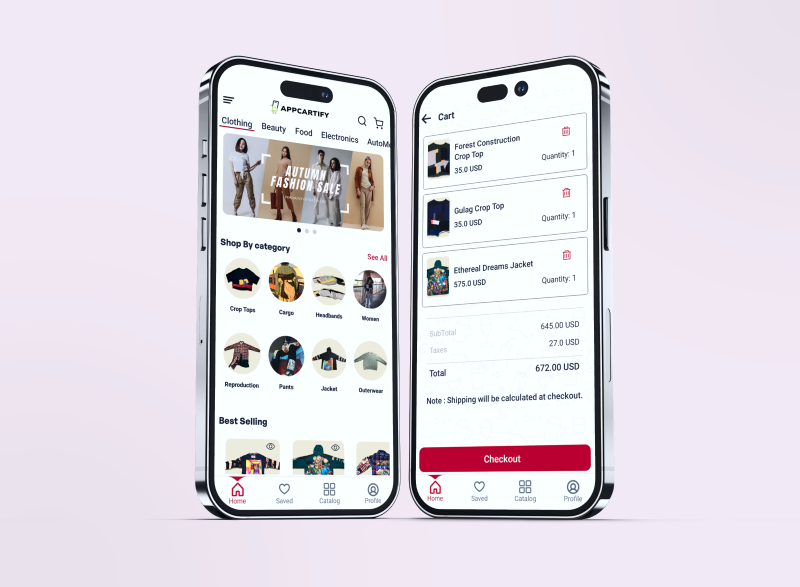 APPCARTIFY
Clothing Beauty Food Electronics AutoMo
AUTUMN
FASHION SALE
Shop By category
See All
Crop Tops Cargo Headbands Women
Reproduction Pants Jacket Outerwear
Best Selling
Home Saved Catalog Profile
Cart
Forest Construction
Crop Top
35.0 USD Quantity: 1
Gulag Crop Top
35.0 USD Quantity: 1
Ethereal Dreams Jacket
575.0 USD Quantity: 1
SubTotal 645.00 USD
Taxes 27.0 USD
Total 672.00 USD
Note : Shipping will be calculated at checkout.
Checkout
Home Saved Catalog Profile